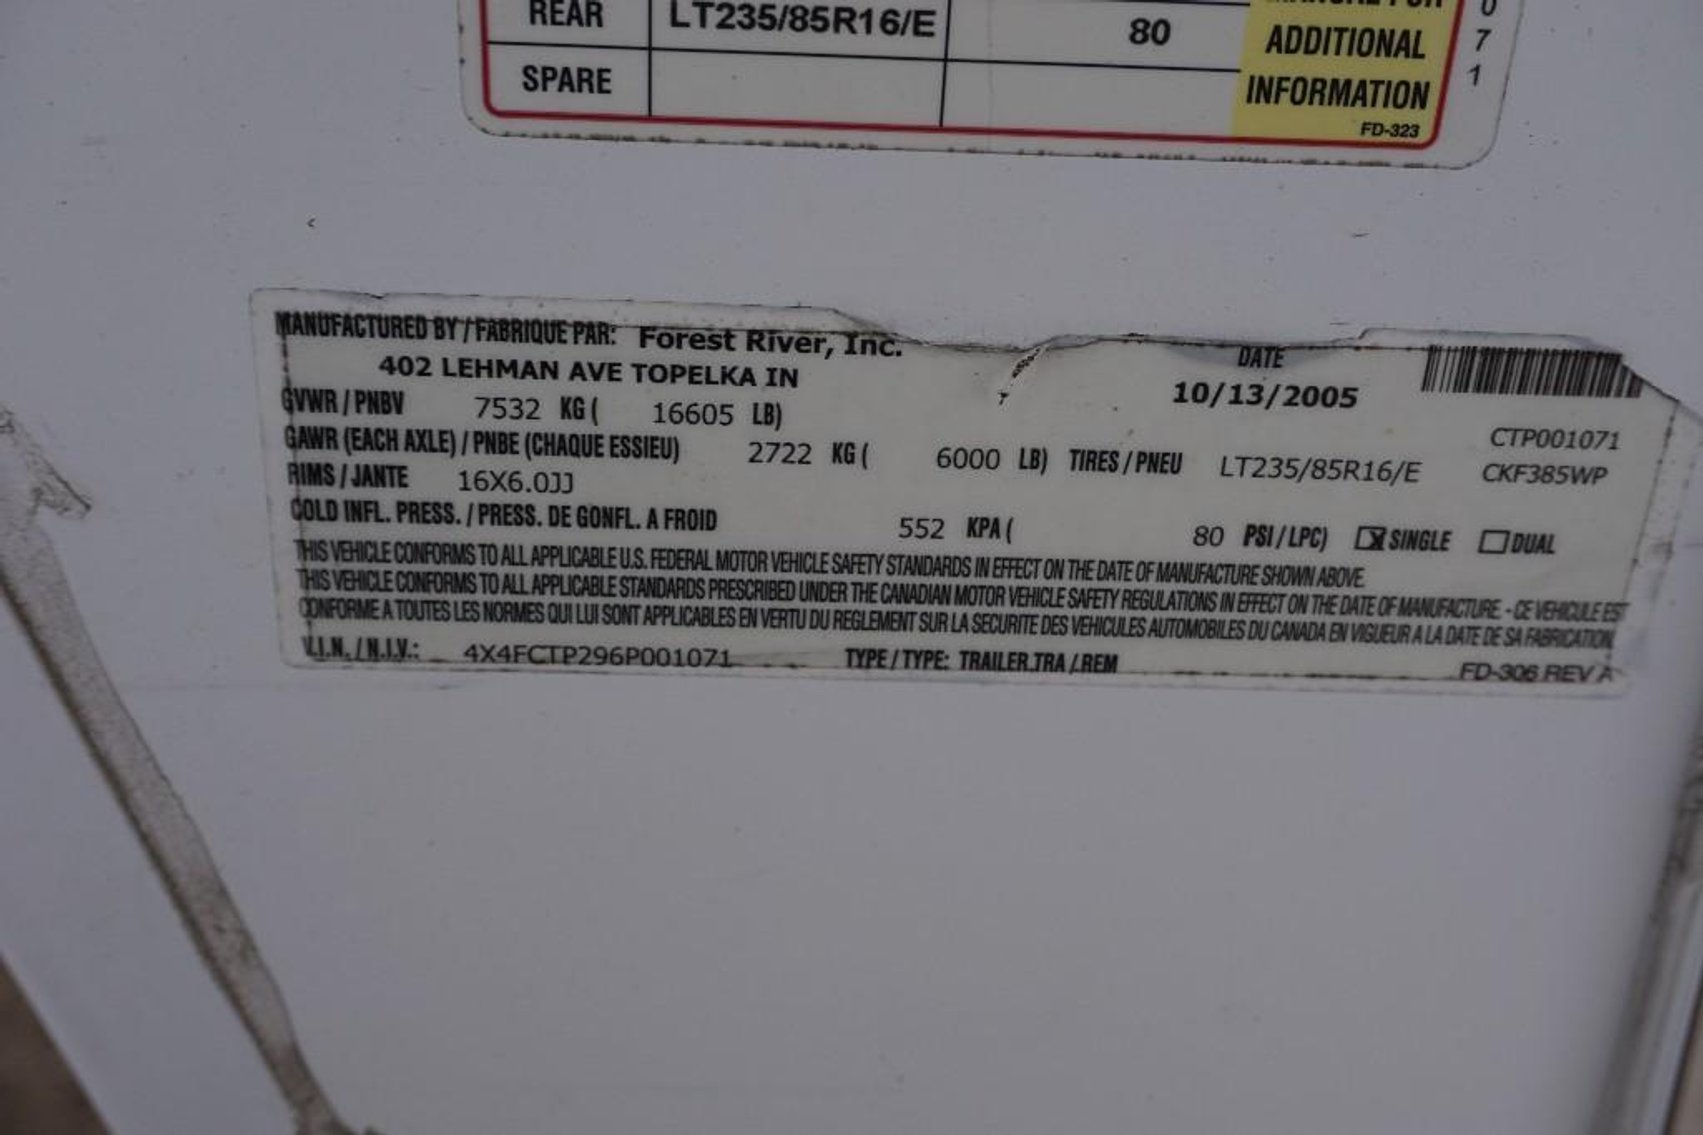 REAR LT235/85R16/E 80
ADDITIONAL
SPARE INFORMATION
FD-323
0
7
1
MANUFACTURED BY / FABRIQUE PAR: Forest River, Inc.
402 LEHMAN AVE TOPELKA IN
DATE
10/13/2005
GVWR / PNBV 7532 KG ( 16605 LB)
CTP001071
GAWR (EACH AXLE) / PNBE (CHAQUE ESSIEU) 2722 KG ( 6000 LB) TIRES / PNEU LT235/85R16/E CKF385WP
RIMS / JANTE 16X6.0JJ
COLD INFL. PRESS. / PRESS. DE GONFL. A FROID 552 KPA ( 80 PSI / LPC) SINGLE DUAL
THIS VEHICLE CONFORMS TO ALL APPLICABLE U.S. FEDERAL MOTOR VEHICLE SAFETY STANDARDS IN EFFECT ON THE DATE OF MANUFACTURE SHOWN ABOVE.
THIS VEHICLE CONFORMS TO ALL APPLICABLE STANDARDS PRESCRIBED UNDER THE CANADIAN MOTOR VEHICLE SAFETY REGULATIONS IN EFFECT ON THE DATE OF MANUFACTURE. - CE VEHICULE EST
CONFORME A TOUTES LES NORMES QUI LUI SONT APPLICABLES EN VERTU DU REGLEMENT SUR LA SECURITE DES VEHICULES AUTOMOBILES DU CANADA EN VIGUEUR A LA DATE DE SA FABRICATION.
V.I.N. / N.I.V.: 4X4FCTP296P001071 TYPE / TYPE: TRAILER.TRA /.REM FD-306 REV A